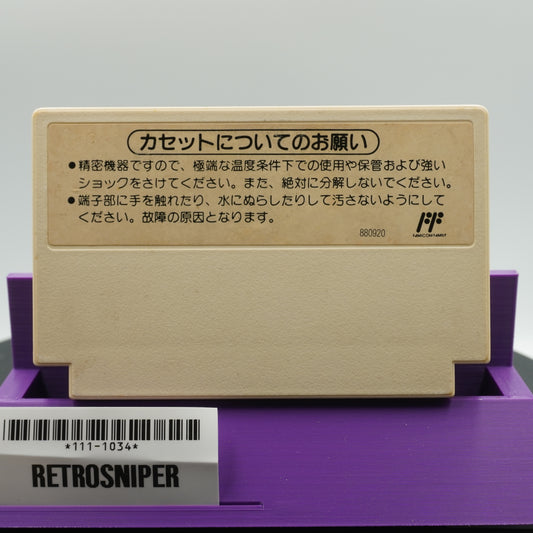 カセットについてのお願い
●精密機器ですので、極端な温度条件下での使用や保管および強い
ショックをさけてください。また、絶対に分解しないでください。
●端子部に手を触れたり、水にぬらしたりして汚さないようにして
ください。故障の原因となります。
880920
FAMICOM FAMILY
*111-1034*
RETROSNIPER